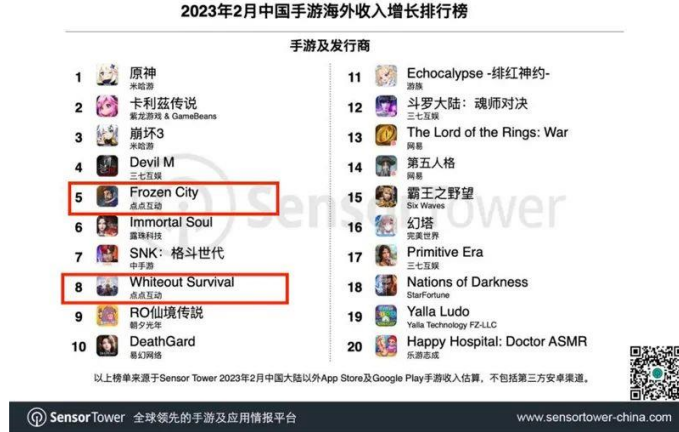 2023年2月中国手游海外收入增长排行榜
手游及发行商
1 原神
米哈游
2 卡利兹传说
紫龙游戏 & GameBeans
3 崩坏3
米哈游
4 Devil M
三七互娱
5 Frozen City
点点互动
6 Immortal Soul
露珠科技
7 SNK：格斗世代
中手游
8 Whiteout Survival
点点互动
9 RO仙境传説
朝夕光年
10 DeathGard
易幻网络
11 Echocalypse -绯红神约-
游族
12 斗罗大陆：魂师对决
三七互娱
13 The Lord of the Rings: War
网易
14 第五人格
网易
15 霸王之野望
Six Waves
16 幻塔
完美世界
17 Primitive Era
三七互娱
18 Nations of Darkness
StarFortune
19 Yalla Ludo
Yalla Technology FZ-LLC
20 Happy Hospital: Doctor ASMR
乐游志成
SensorTower
以上榜单来源于Sensor Tower 2023年2月中国大陆以外App Store及Google Play手游收入估算，不包括第三方安卓渠道。
SensorTower 全球领先的手游及应用情报平台
www.sensortower-china.com